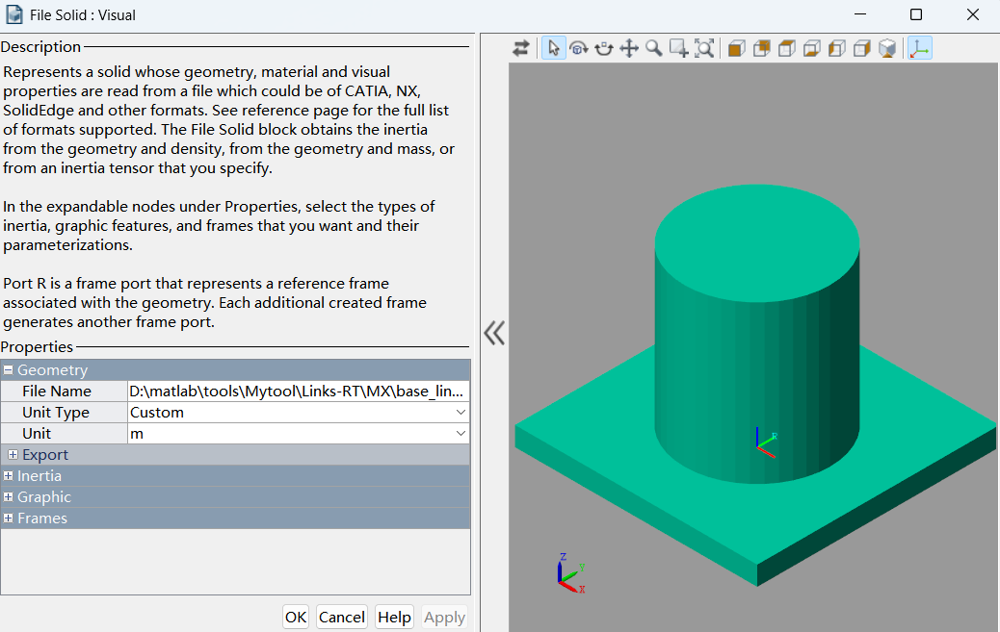 File Solid : Visual
Description
Represents a solid whose geometry, material and visual
properties are read from a file which could be of CATIA, NX,
SolidEdge and other formats. See reference page for the full list
of formats supported. The File Solid block obtains the inertia
from the geometry and density, from the geometry and mass, or
from an inertia tensor that you specify.
In the expandable nodes under Properties, select the types of
inertia, graphic features, and frames that you want and their
parameterizations.
Port R is a frame port that represents a reference frame
associated with the geometry. Each additional created frame
generates another frame port.
Properties
Geometry
File Name D:\matlab\tools\Mytool\Links-RT\MX\base_lin...
Unit Type Custom
Unit m
Export
Inertia
Graphic
Frames
OK Cancel Help Apply
R
Z
Y
X